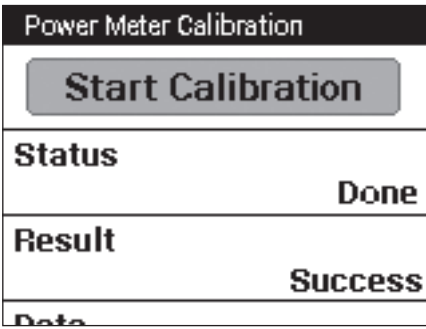 Power Meter Calibration
Start Calibration
Status
Done
Result
Success